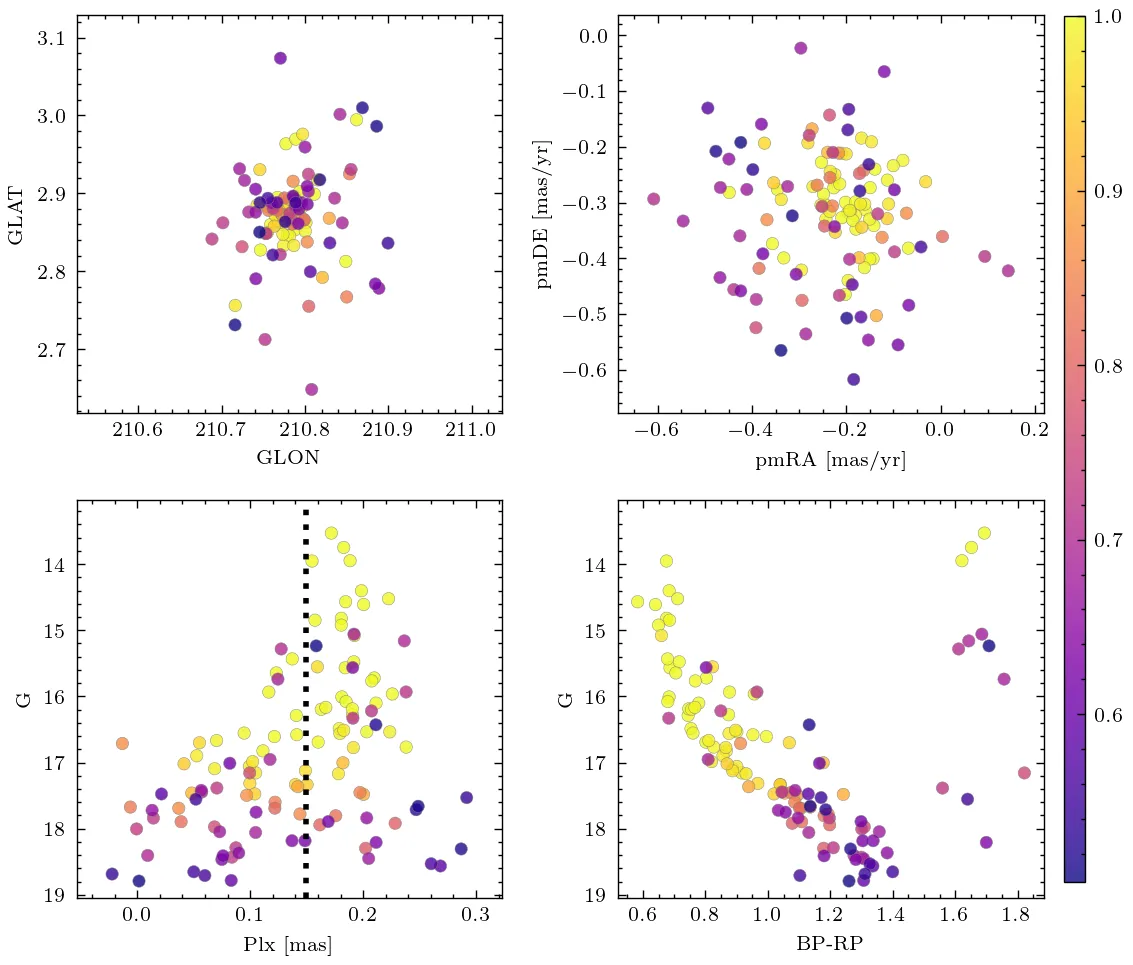 3.1
3.0
2.9
2.8
2.7
GLAT
210.6 210.7 210.8 210.9 211.0
GLON
0.0
−0.1
−0.2
−0.3
−0.4
−0.5
−0.6
pmDE [mas/yr]
−0.6 −0.4 −0.2 0.0 0.2
pmRA [mas/yr]
1.0
0.9
0.8
0.7
0.6
14
15
16
17
18
19
G
0.0 0.1 0.2 0.3
Plx [mas]
14
15
16
17
18
19
G
0.6 0.8 1.0 1.2 1.4 1.6 1.8
BP-RP